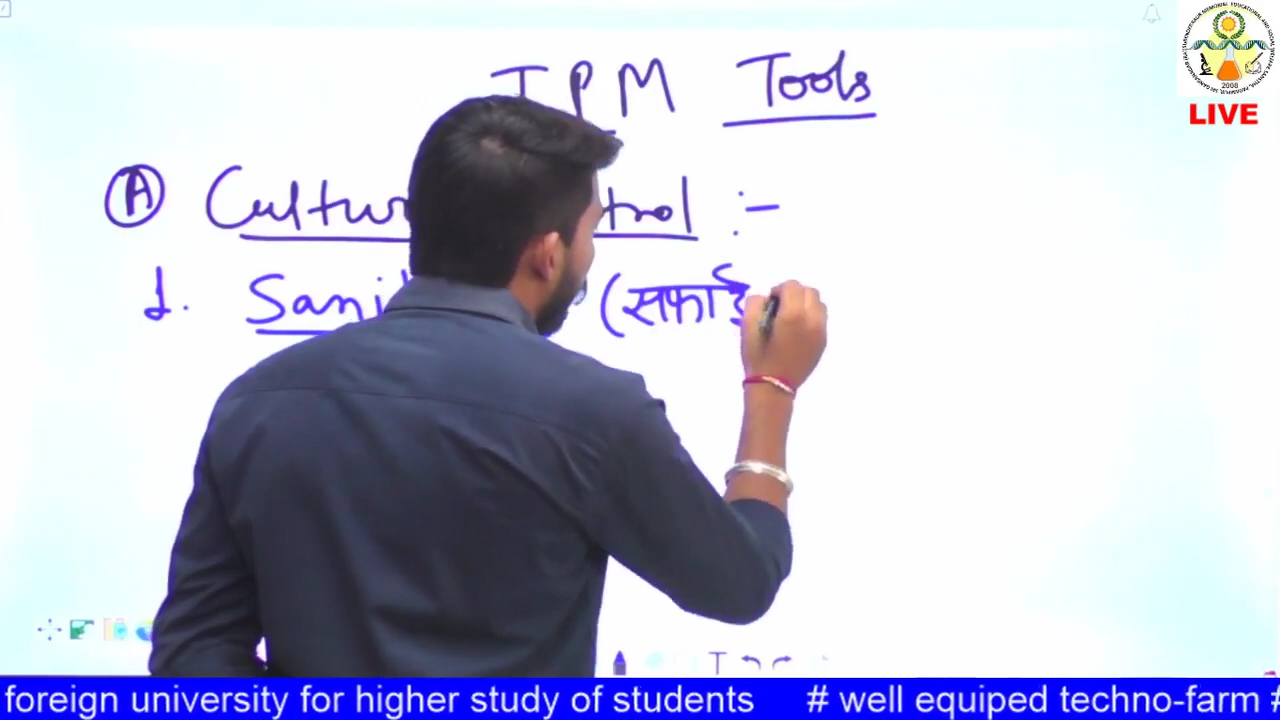 IPM Tools
LIVE
2008
A Cultur trol :-
1. Sani (सफाई
foreign university for higher study of students # well equiped techno-farm #